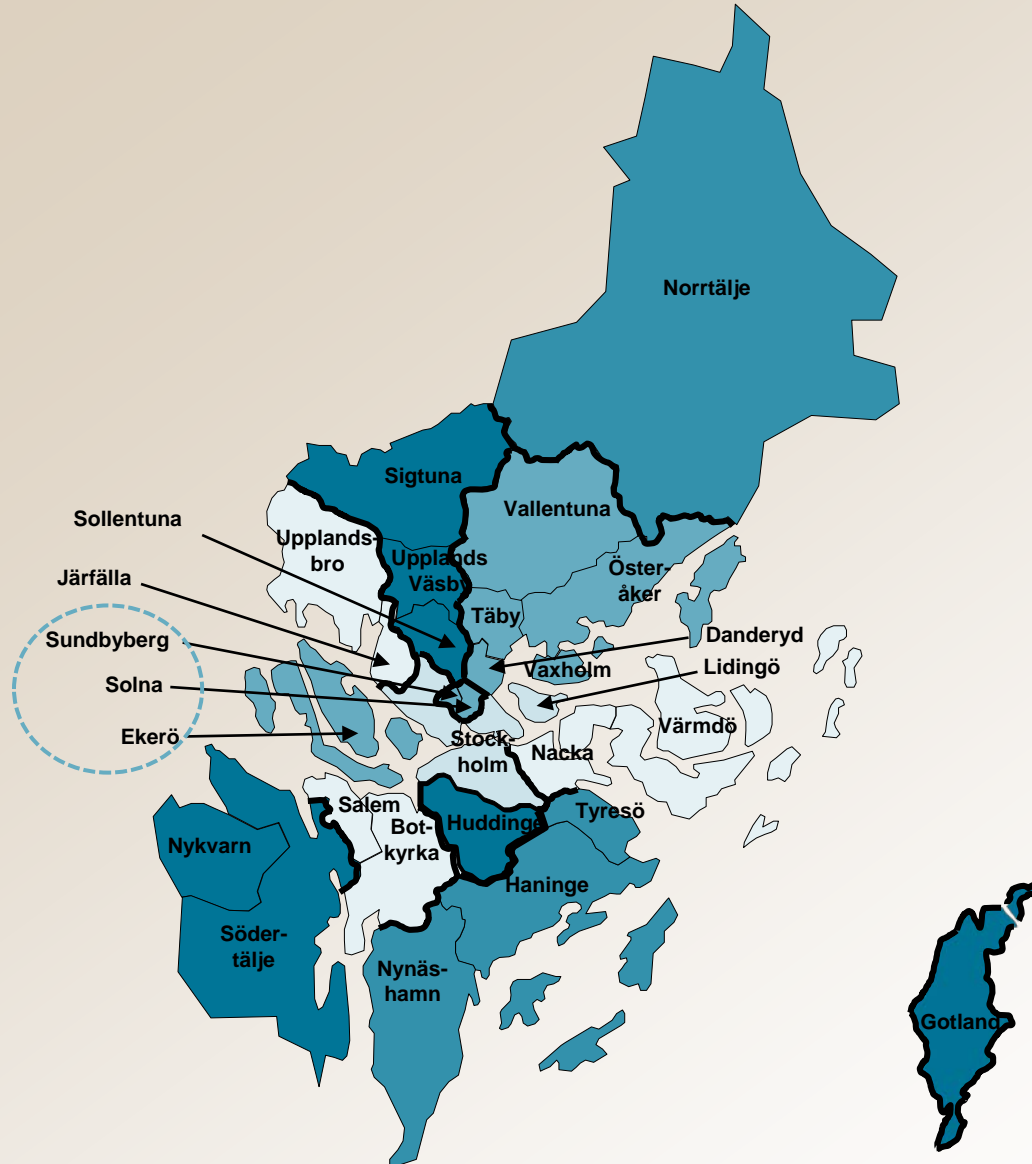 Norrtälje
Sigtuna
Vallentuna
Sollentuna
Upplands-
bro
Upplands
Väsby
Öster-
åker
Järfälla
Täby
Sundbyberg
Danderyd
Vaxholm
Lidingö
Solna
Ekerö
Stock-
holm
Nacka
Värmdö
Salem
Bot-
kyrka
Huddinge
Tyresö
Nykvarn
Haninge
Söder-
tälje
Nynäs-
hamn
Gotland